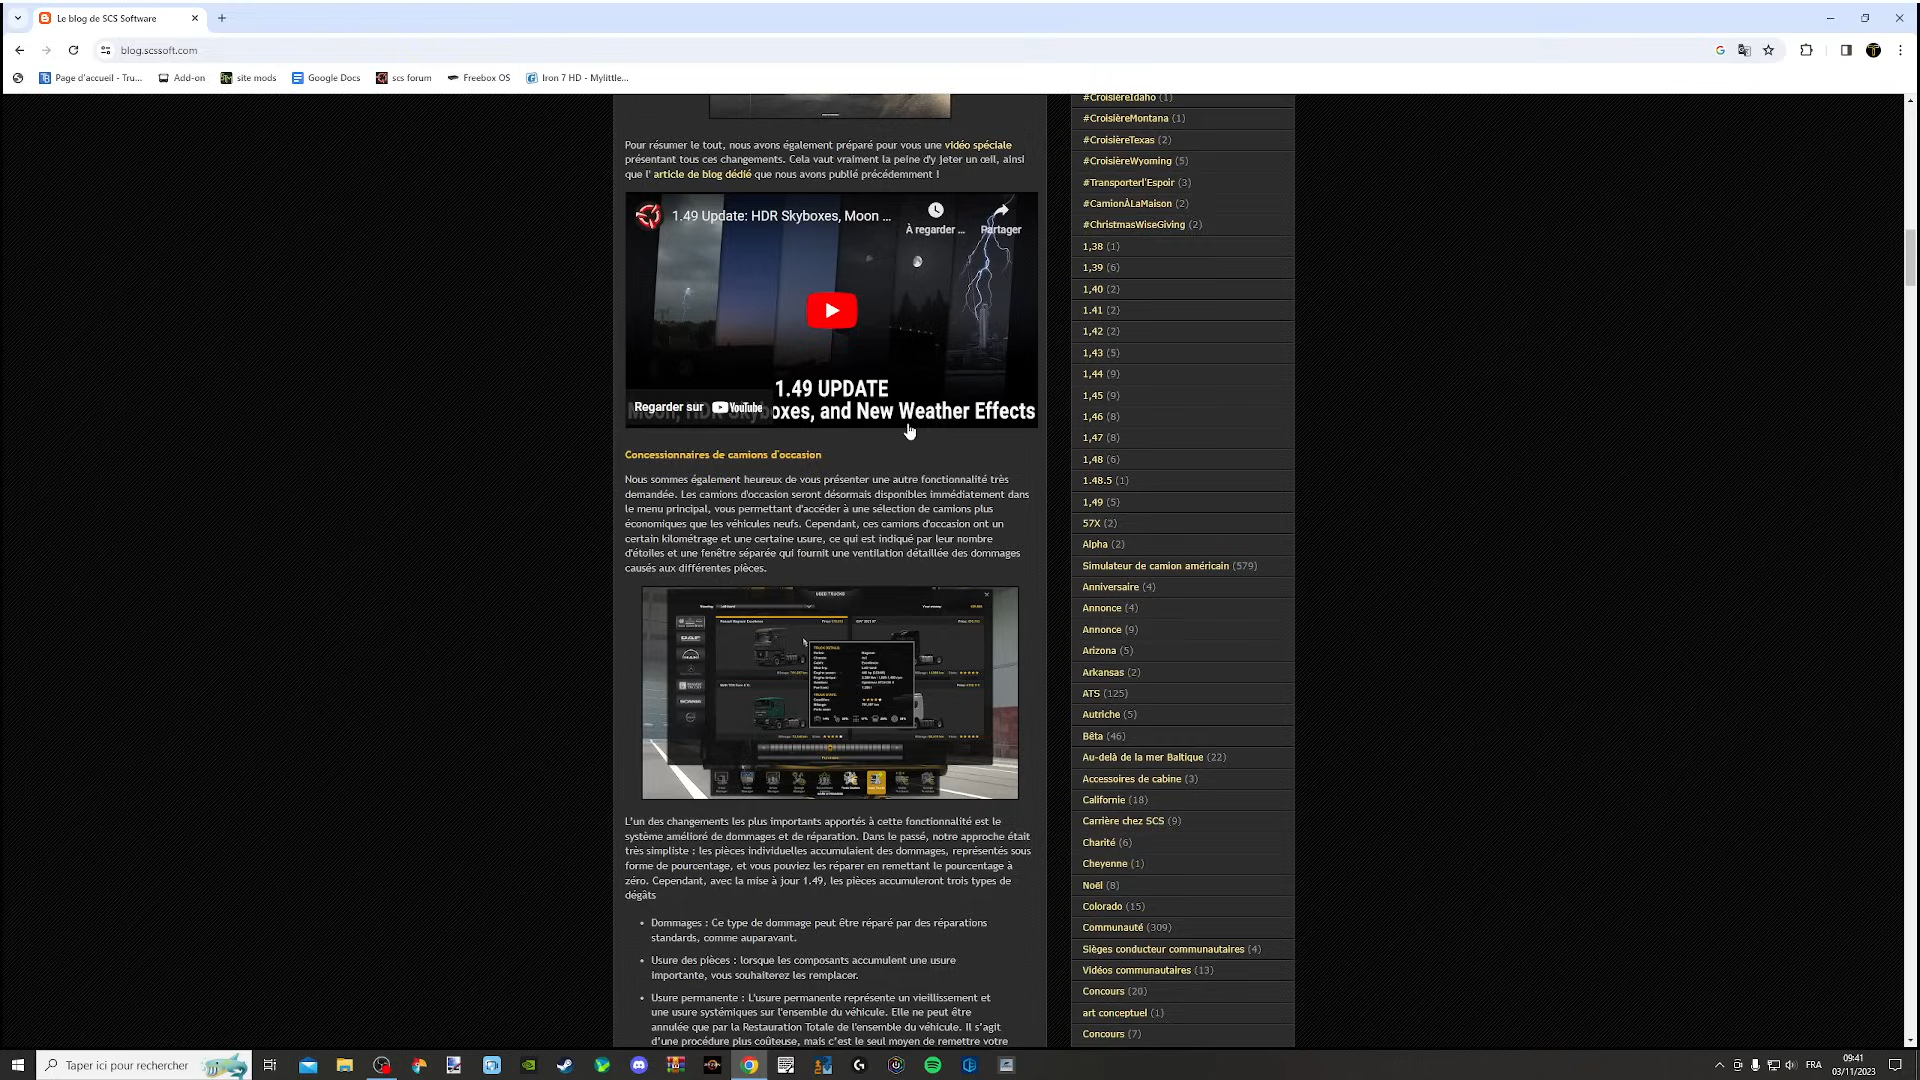 Le blog de SCS Software
blog.scssoft.com
Page d'accueil - Tru...
Add-on
site mods
Google Docs
scs forum
Freebox OS
Iron 7 HD - Mylittle...
Pour résumer le tout, nous avons également préparé pour vous une vidéo spéciale
présentant tous ces changements. Cela vaut vraiment la peine d'y jeter un œil, ainsi
que l' article de blog dédié que nous avons publié précédemment !
1.49 Update: HDR Skyboxes, Moon ...
À regarder ...
Partager
1.49 UPDATE
Moon, HDR Skyboxes, and New Weather Effects
Regarder sur YouTube
Concessionnaires de camions d'occasion
Nous sommes également heureux de vous présenter une autre fonctionnalité très
demandée. Les camions d'occasion seront désormais disponibles immédiatement dans
le menu principal, vous permettant d'accéder à une sélection de camions plus
économiques que les véhicules neufs. Cependant, ces camions d'occasion ont un
certain kilométrage et une certaine usure, ce qui est indiqué par leur nombre
d'étoiles et une fenêtre séparée qui fournit une ventilation détaillée des dommages
causés aux différentes pièces.
USED TRUCKS
DAF
MAN
SCANIA
L'un des changements les plus importants apportés à cette fonctionnalité est le
système amélioré de dommages et de réparation. Dans le passé, notre approche était
très simpliste : les pièces individuelles accumulaient des dommages, représentés sous
forme de pourcentage, et vous pouviez les réparer en remettant le pourcentage à
zéro. Cependant, avec la mise à jour 1.49, les pièces accumuleront trois types de
dégâts
• Dommages : Ce type de dommage peut être réparé par des réparations
standards, comme auparavant.
• Usure des pièces : lorsque les composants accumulent une usure
importante, vous souhaiterez les remplacer.
• Usure permanente : L'usure permanente représente un vieillissement et
une usure systémiques sur l'ensemble du véhicule. Elle ne peut être
annulée que par la Restauration Totale de l'ensemble du véhicule. Il s'agit
d'une procédure plus coûteuse, mais c'est le seul moyen de remettre votre
#CroisièreIdaho (1)
#CroisièreMontana (1)
#CroisièreTexas (2)
#CroisièreWyoming (5)
#Transporterl'Espoir (3)
#CamionÀLaMaison (2)
#ChristmasWiseGiving (2)
1,38 (1)
1,39 (6)
1,40 (2)
1.41 (2)
1,42 (2)
1,43 (5)
1,44 (9)
1,45 (9)
1,46 (8)
1,47 (8)
1,48 (6)
1.48.5 (1)
1,49 (5)
57X (2)
Alpha (2)
Simulateur de camion américain (579)
Anniversaire (4)
Annonce (4)
Annonce (9)
Arizona (5)
Arkansas (2)
ATS (125)
Autriche (5)
Bêta (46)
Au-delà de la mer Baltique (22)
Accessoires de cabine (3)
Californie (18)
Carrière chez SCS (9)
Charité (6)
Cheyenne (1)
Noël (8)
Colorado (15)
Communauté (309)
Sièges conducteur communautaires (4)
Vidéos communautaires (13)
Concours (20)
art conceptuel (1)
Concours (7)
Taper ici pour rechercher
FRA
09:41
03/11/2023